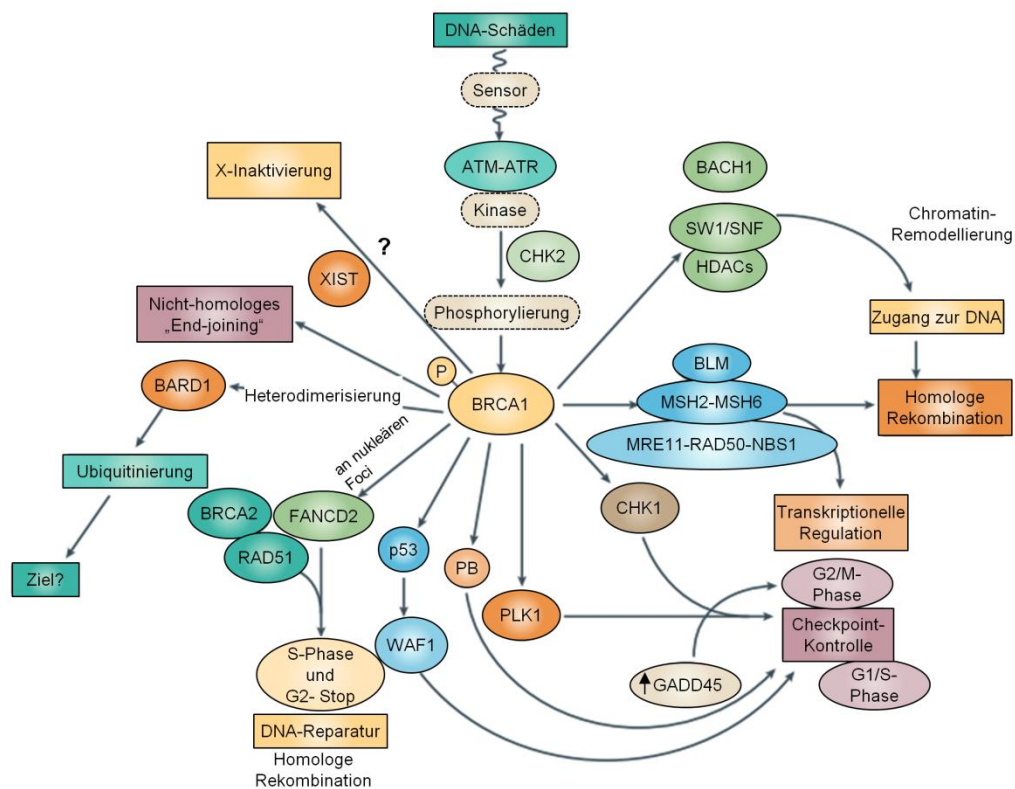 DNA-Schäden
Sensor
ATM-ATR
Kinase
CHK2
Phosphorylierung
X-Inaktivierung
?
XIST
Nicht-homologes
„End-joining“
BARD1
Heterodimerisierung
P
BRCA1
BACH1
SW1/SNF
HDACs
Chromatin-
Remodellierung
Zugang zur DNA
BLM
MSH2-MSH6
MRE11-RAD50-NBS1
Homologe
Rekombination
Ubiquitinierung
an nukleären
Foci
BRCA2
FANCD2
RAD51
Ziel?
p53
PB
PLK1
CHK1
Transkriptionelle
Regulation
G2/M-
Phase
Checkpoint-
Kontrolle
G1/S-
Phase
GADD45
WAF1
S-Phase
und
G2- Stop
DNA-Reparatur
Homologe
Rekombination